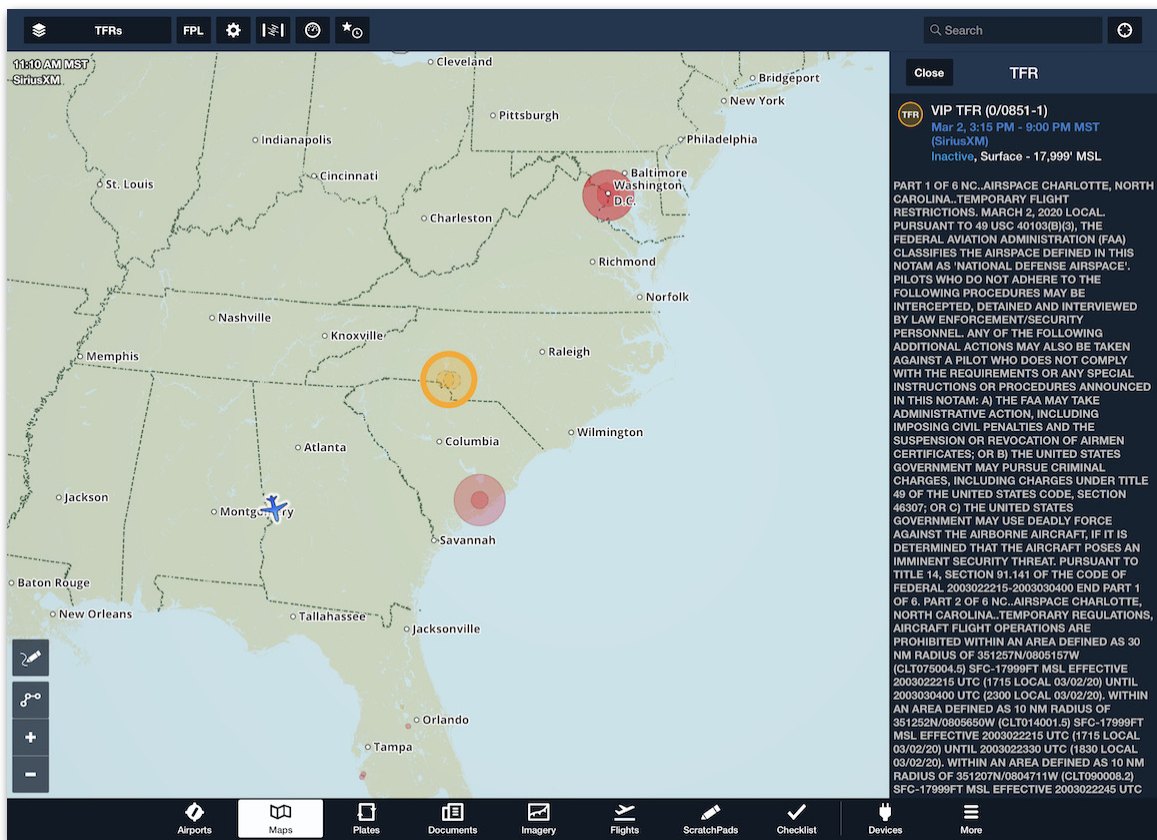 TFRs
FPL
Search
11:10 AM MST
SiriusXM
Cleveland
Bridgeport
New York
Pittsburgh
Philadelphia
Indianapolis
Cincinnati
Baltimore
Washington
D.C.
St. Louis
Charleston
Richmond
Norfolk
Nashville
Knoxville
Raleigh
Memphis
Wilmington
Columbia
Atlanta
Jackson
Montgomery
Savannah
Baton Rouge
New Orleans
Tallahassee
Jacksonville
Orlando
Tampa
Close
TFR
TFR
VIP TFR (0/0851-1)
Mar 2, 3:15 PM - 9:00 PM MST
(SiriusXM)
Inactive, Surface - 17,999' MSL
PART 1 OF 6 NC..AIRSPACE CHARLOTTE, NORTH
CAROLINA..TEMPORARY FLIGHT
RESTRICTIONS. MARCH 2, 2020 LOCAL.
PURSUANT TO 49 USC 40103(B)(3), THE
FEDERAL AVIATION ADMINISTRATION (FAA)
CLASSIFIES THE AIRSPACE DEFINED IN THIS
NOTAM AS 'NATIONAL DEFENSE AIRSPACE'.
PILOTS WHO DO NOT ADHERE TO THE
FOLLOWING PROCEDURES MAY BE
INTERCEPTED, DETAINED AND INTERVIEWED
BY LAW ENFORCEMENT/SECURITY
PERSONNEL. ANY OF THE FOLLOWING
ADDITIONAL ACTIONS MAY ALSO BE TAKEN
AGAINST A PILOT WHO DOES NOT COMPLY
WITH THE REQUIREMENTS OR ANY SPECIAL
INSTRUCTIONS OR PROCEDURES ANNOUNCED
IN THIS NOTAM: A) THE FAA MAY TAKE
ADMINISTRATIVE ACTION, INCLUDING
IMPOSING CIVIL PENALTIES AND THE
SUSPENSION OR REVOCATION OF AIRMEN
CERTIFICATES; OR B) THE UNITED STATES
GOVERNMENT MAY PURSUE CRIMINAL
CHARGES, INCLUDING CHARGES UNDER TITLE
49 OF THE UNITED STATES CODE, SECTION
46307; OR C) THE UNITED STATES
GOVERNMENT MAY USE DEADLY FORCE
AGAINST THE AIRBORNE AIRCRAFT, IF IT IS
DETERMINED THAT THE AIRCRAFT POSES AN
IMMINENT SECURITY THREAT. PURSUANT TO
TITLE 14, SECTION 91.141 OF THE CODE OF
FEDERAL 2003022215-2003030400 END PART 1
OF 6. PART 2 OF 6 NC..AIRSPACE CHARLOTTE,
NORTH CAROLINA..TEMPORARY REGULATIONS,
AIRCRAFT FLIGHT OPERATIONS ARE
PROHIBITED WITHIN AN AREA DEFINED AS 30
NM RADIUS OF 351257N/0805157W
(CLT075004.5) SFC-17999FT MSL EFFECTIVE
2003022215 UTC (1715 LOCAL 03/02/20) UNTIL
2003030400 UTC (2300 LOCAL 03/02/20). WITHIN
AN AREA DEFINED AS 10 NM RADIUS OF
351252N/0805650W (CLT014001.5) SFC-17999FT
MSL EFFECTIVE 2003022215 UTC (1715 LOCAL
03/02/20) UNTIL 2003022330 UTC (1830 LOCAL
03/02/20). WITHIN AN AREA DEFINED AS 10 NM
RADIUS OF 351207N/0804711W (CLT090008.2)
SFC-17999FT MSL EFFECTIVE 2003022245 UTC
Airports
Maps
Plates
Documents
Imagery
Flights
ScratchPads
Checklist
Devices
More